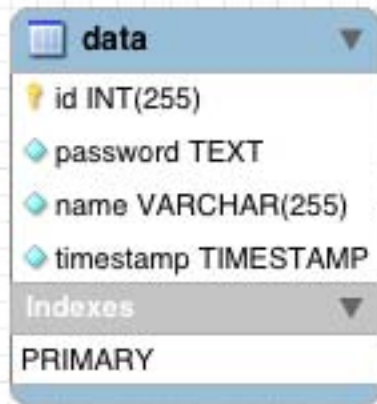 data
id INT(255)
password TEXT
name VARCHAR(255)
timestamp TIMESTAMP
Indexes
PRIMARY